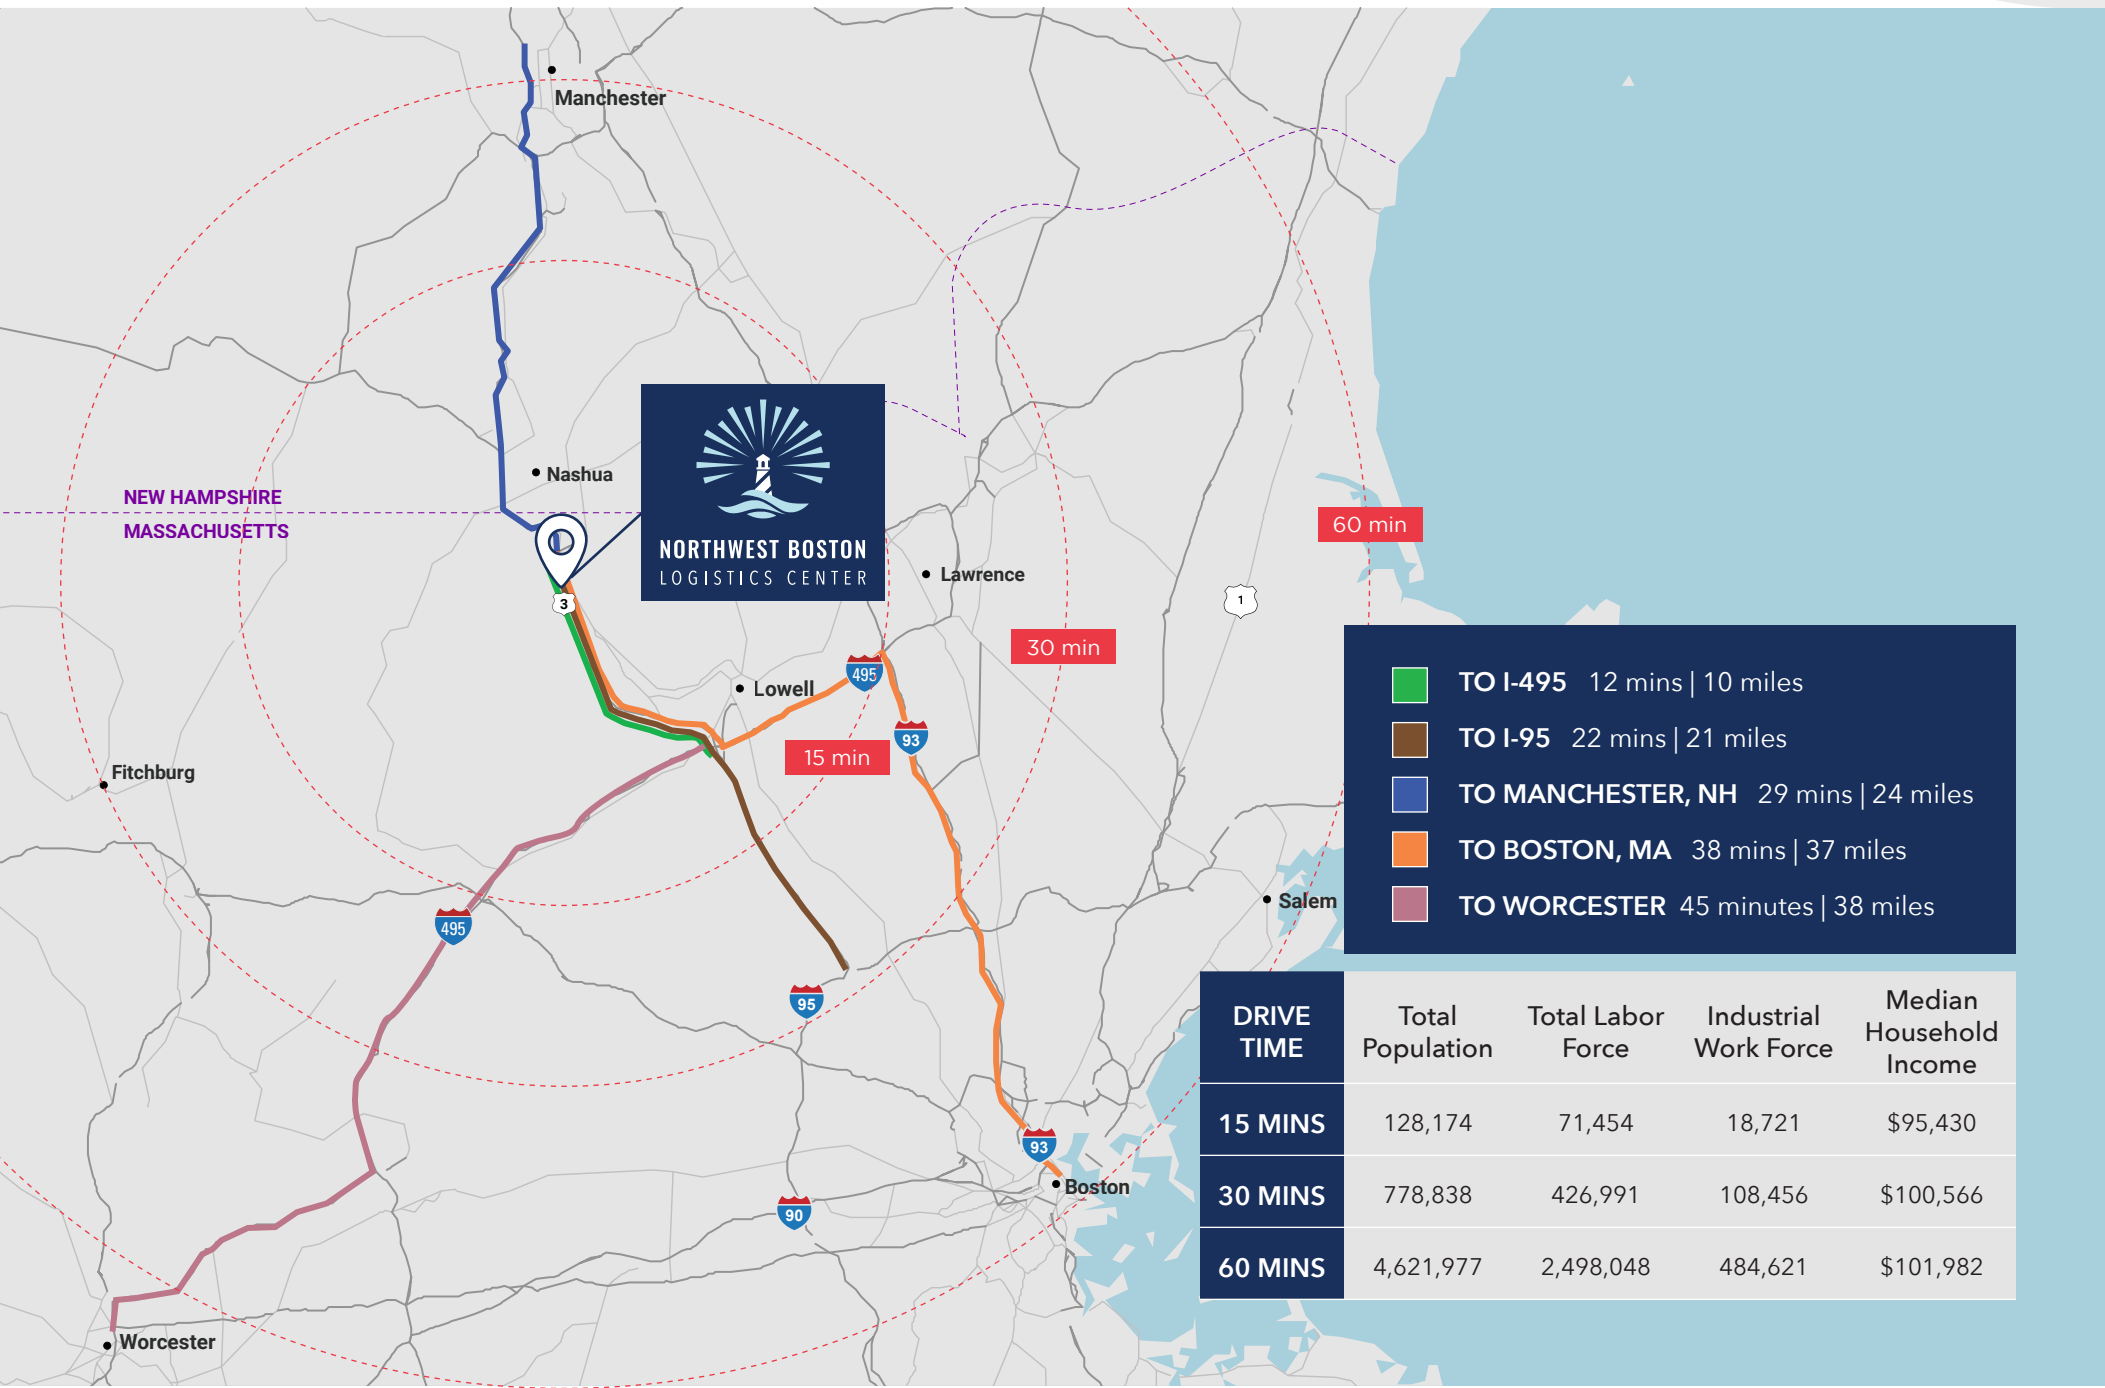 Manchester
Nashua
NEW HAMPSHIRE
MASSACHUSETTS
NORTHWEST BOSTON
LOGISTICS CENTER
60 min
3
1
Lawrence
30 min
495
Lowell
93
15 min
Fitchburg
TO I-495 12 mins | 10 miles
TO I-95 22 mins | 21 miles
TO MANCHESTER, NH 29 mins | 24 miles
TO BOSTON, MA 38 mins | 37 miles
TO WORCESTER 45 minutes | 38 miles
Salem
495
95
93
Boston
90
Worcester
DRIVE
TIME
Total
Population
Total Labor
Force
Industrial
Work Force
Median
Household
Income
15 MINS 128,174 71,454 18,721 $95,430
30 MINS 778,838 426,991 108,456 $100,566
60 MINS 4,621,977 2,498,048 484,621 $101,982